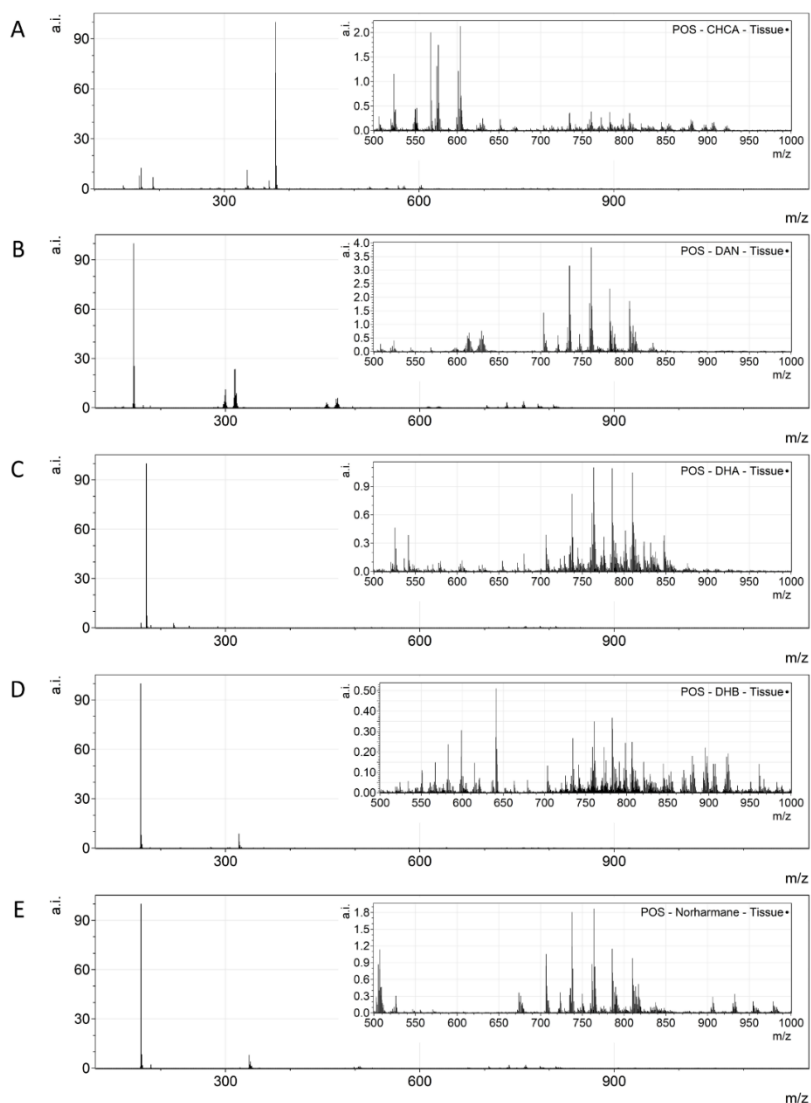 A
a.i.
90
60
30
0
300
600
900
m/z
a.i.
2.0
1.5
1.0
0.5
0.0
500 550 600 650 700 750 800 850 900 950 1000
m/z
POS - CHCA - Tissue
B
a.i.
90
60
30
0
300
600
900
m/z
a.i.
4.0
3.5
3.0
2.5
2.0
1.5
1.0
0.5
0.0
500 550 600 650 700 750 800 850 900 950 1000
m/z
POS - DAN - Tissue
C
a.i.
90
60
30
0
300
600
900
m/z
a.i.
0.9
0.6
0.3
0.0
500 550 600 650 700 750 800 850 900 950 1000
m/z
POS - DHA - Tissue
D
a.i.
90
60
30
0
300
600
900
m/z
a.i.
0.50
0.40
0.30
0.20
0.10
0.00
500 550 600 650 700 750 800 850 900 950 1000
m/z
POS - DHB - Tissue
E
a.i.
90
60
30
0
300
600
900
m/z
a.i.
1.8
1.5
1.2
0.9
0.6
0.3
0.0
500 550 600 650 700 750 800 850 900 950 1000
m/z
POS - Norharmane - Tissue